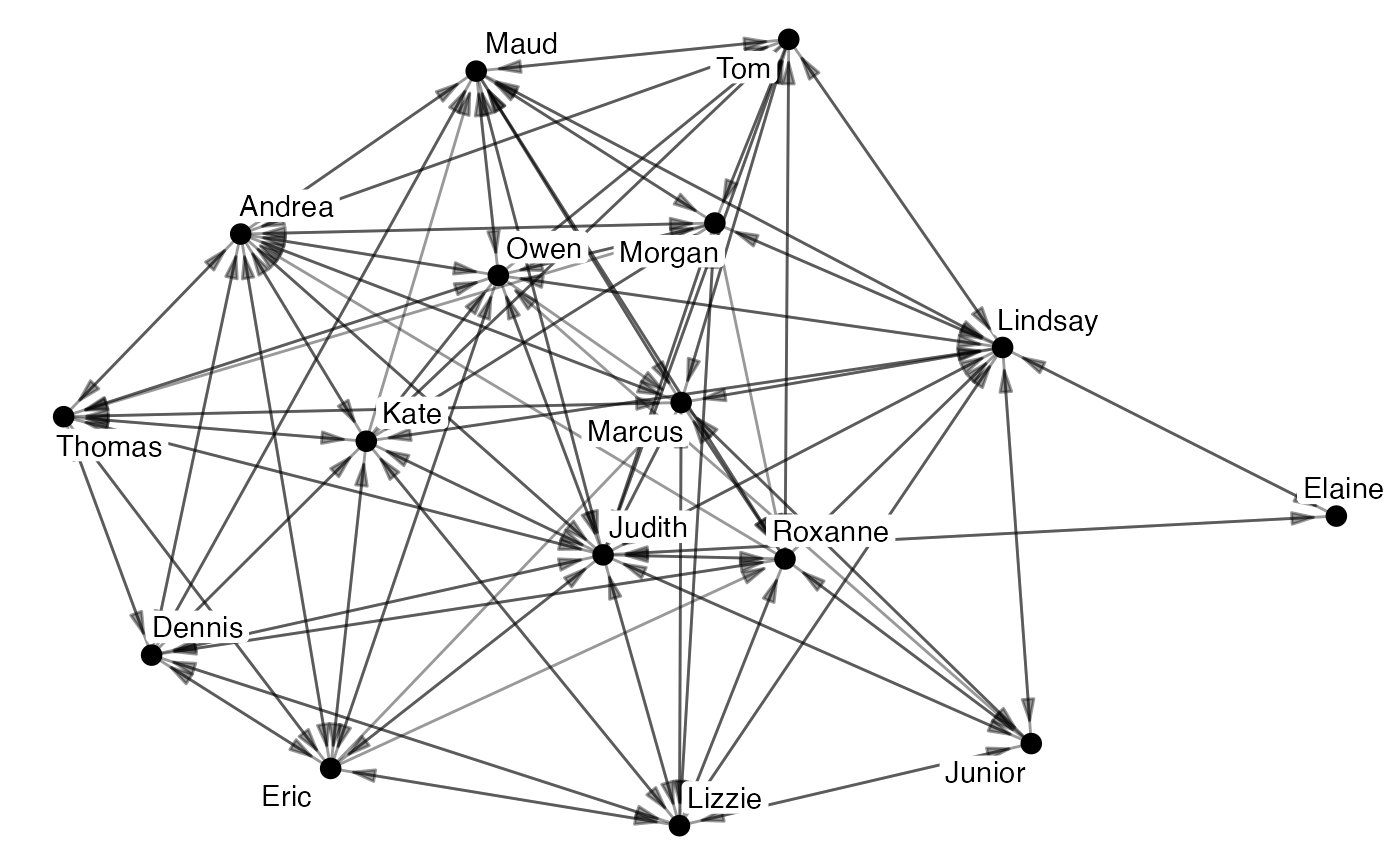 Maud
Tom
Andrea
Owen
Morgan
Lindsay
Kate
Marcus
Thomas
Elaine
Judith
Roxanne
Dennis
Junior
Eric
Lizzie